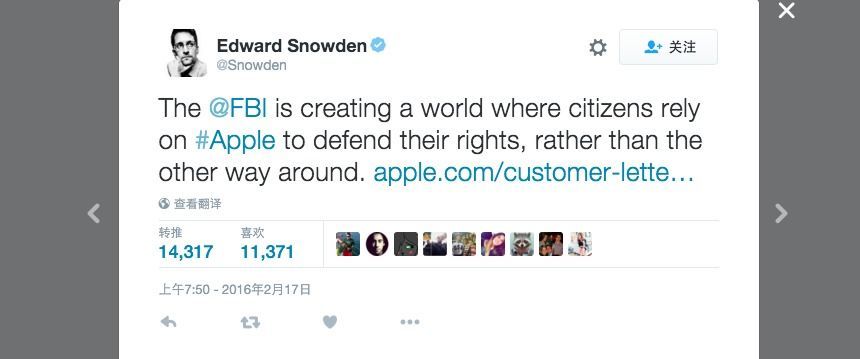 Edward Snowden
@Snowden
关注
The @FBI is creating a world where citizens rely
on #Apple to defend their rights, rather than the
other way around. apple.com/customer-lette…
查看翻译
转推 喜欢
14,317 11,371
上午7:50 - 2016年2月17日